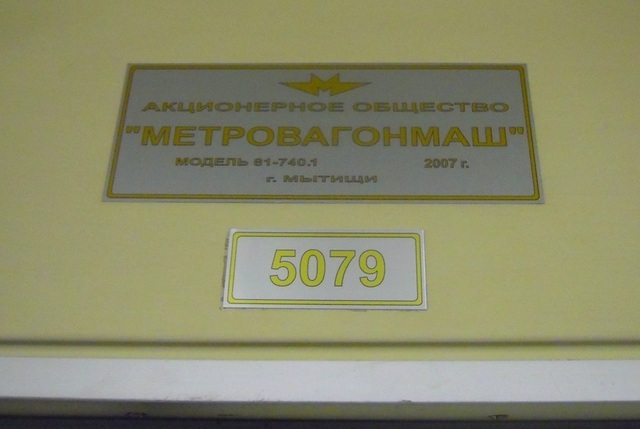 АКЦИОНЕРНОЕ ОБЩЕСТВО
"МЕТРОВАГОНМАШ"
МОДЕЛЬ 81-740.1 2007 г.
г. МЫТИЩИ
5079